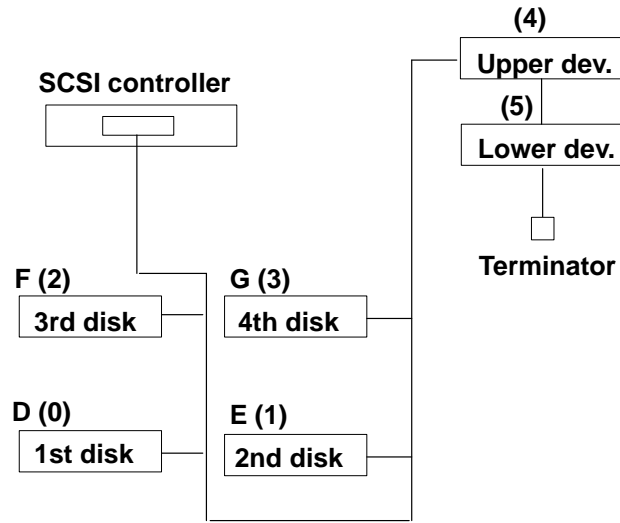 (4)
Upper dev.
SCSI controller
(5)
Lower dev.
Terminator
F (2)
G (3)
3rd disk
4th disk
D (0)
E (1)
1st disk
2nd disk